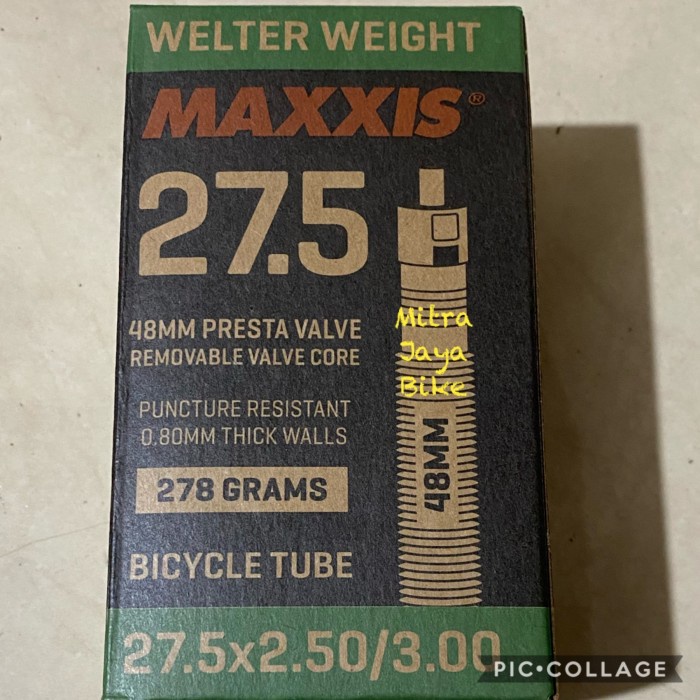 WELTER WEIGHT
MAXXIS®
27.5
48MM PRESTA VALVE
REMOVABLE VALVE CORE
PUNCTURE RESISTANT
0.80MM THICK WALLS
278 GRAMS
BICYCLE TUBE
27.5x2.50/3.00
Mitra
Jaya
Bike
48MM
PIC•COLLAGE